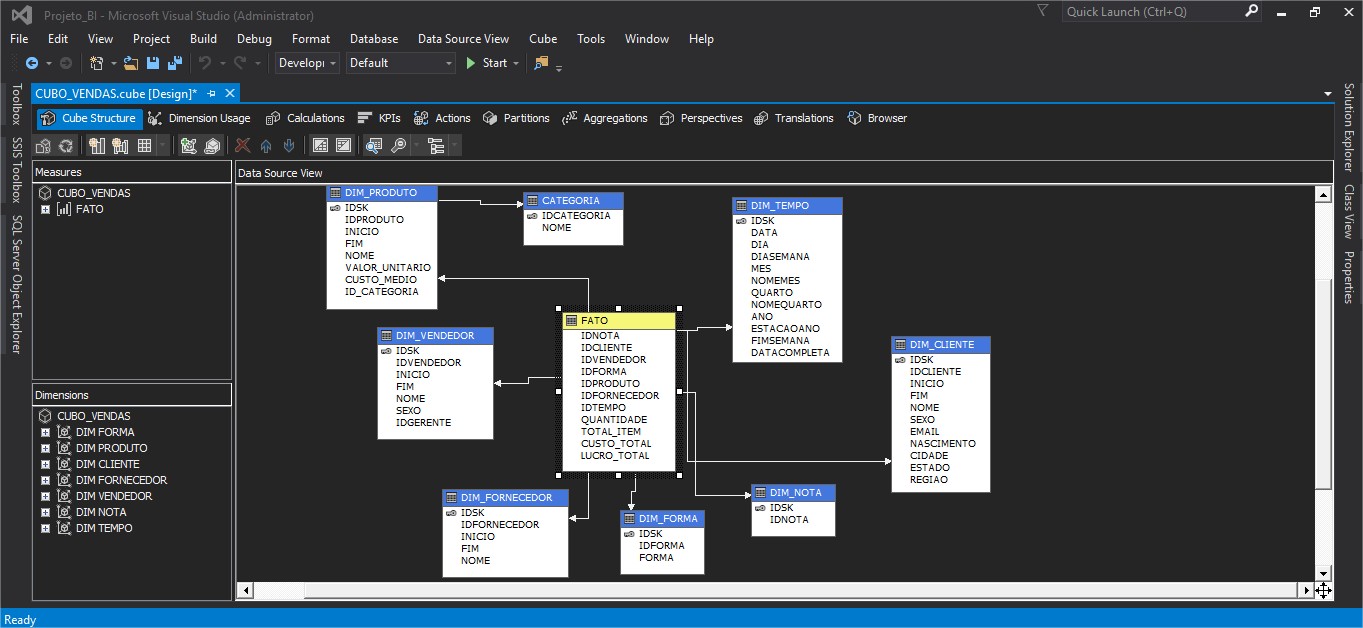 Projeto_BI - Microsoft Visual Studio (Administrator)
Quick Launch (Ctrl+Q)
File Edit View Project Build Debug Format Database Data Source View Cube Tools Window Help
Develop Default Start
CUBO_VENDAS.cube [Design]*
Cube Structure Dimension Usage Calculations KPIs Actions Partitions Aggregations Perspectives Translations Browser
Toolbox
SSIS Toolbox
SQL Server Object Explorer
Measures
CUBO_VENDAS
FATO
Dimensions
CUBO_VENDAS
DIM FORMA
DIM PRODUTO
DIM CLIENTE
DIM FORNECEDOR
DIM VENDEDOR
DIM NOTA
DIM TEMPO
Data Source View
DIM_PRODUTO
IDSK
IDPRODUTO
INICIO
FIM
NOME
VALOR_UNITARIO
CUSTO_MEDIO
ID_CATEGORIA
CATEGORIA
IDCATEGORIA
NOME
DIM_TEMPO
IDSK
DATA
DIA
DIASEMANA
MES
NOMEMES
QUARTO
NOMEQUARTO
ANO
ESTACAOANO
FIMSEMANA
DATACOMPLETA
DIM_VENDEDOR
IDSK
IDVENDEDOR
INICIO
FIM
NOME
SEXO
IDGERENTE
FATO
IDNOTA
IDCLIENTE
IDVENDEDOR
IDFORMA
IDPRODUTO
IDFORNECEDOR
IDTEMPO
QUANTIDADE
TOTAL_ITEM
CUSTO_TOTAL
LUCRO_TOTAL
DIM_CLIENTE
IDSK
IDCLIENTE
INICIO
FIM
NOME
SEXO
EMAIL
NASCIMENTO
CIDADE
ESTADO
REGIAO
DIM_FORNECEDOR
IDSK
IDFORNECEDOR
INICIO
FIM
NOME
DIM_FORMA
IDSK
IDFORMA
FORMA
DIM_NOTA
IDSK
IDNOTA
Solution Explorer
Class View
Properties
Ready